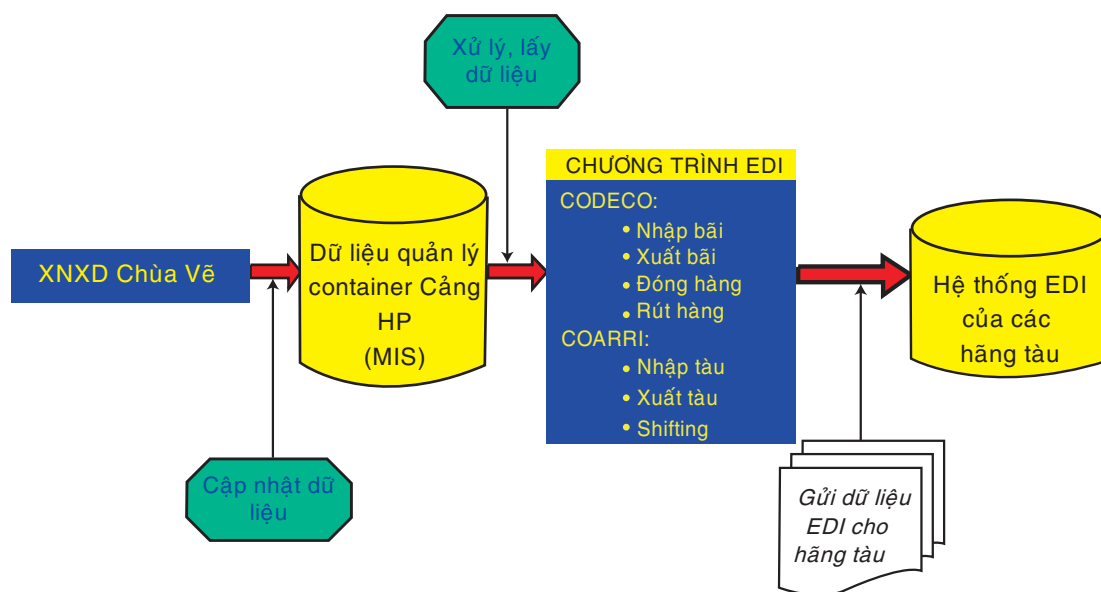 Xử lý, lấy
dữ liệu
XNXD Chùa Vẽ
Dữ liệu quản lý
container Cảng
HP
(MIS)
CHƯƠNG TRÌNH EDI
CODECO:
• Nhập bãi
• Xuất bãi
• Đóng hàng
• Rút hàng
COARRI:
• Nhập tàu
• Xuất tàu
• Shifting
Hệ thống EDI
của các
hãng tàu
Cập nhật dữ
liệu
Gửi dữ liệu
EDI cho
hãng tàu